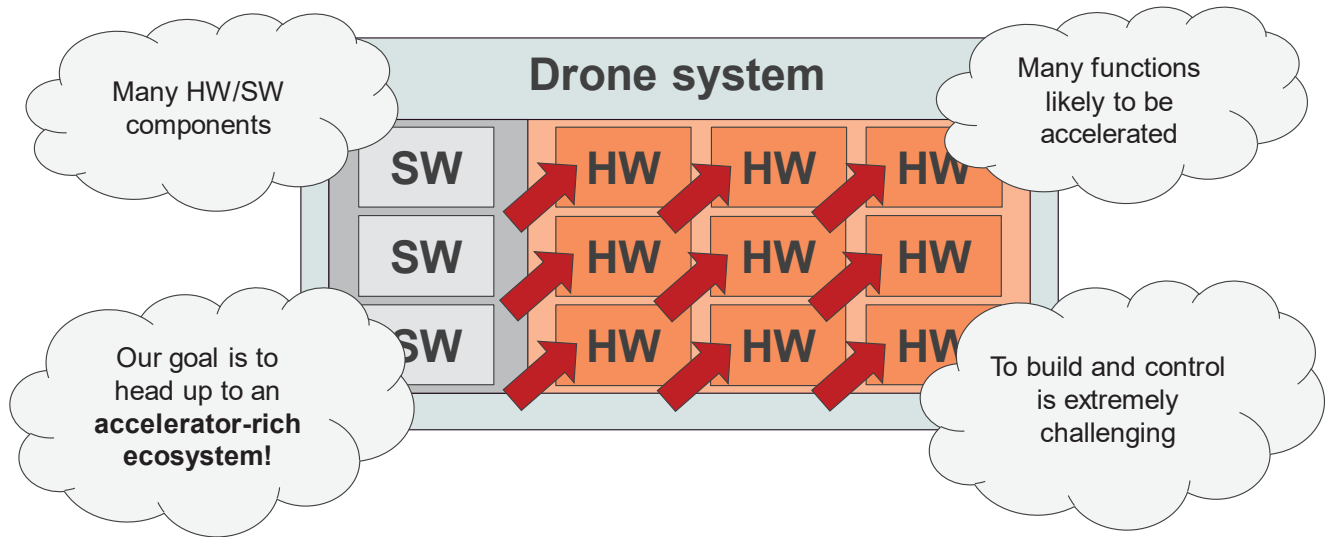 Many HW/SW
components
Drone system
Many functions
likely to be
accelerated
SW HW HW HW
SW HW HW HW
SW HW HW HW
Our goal is to
head up to an
accelerator-rich
ecosystem!
To build and control
is extremely
challenging